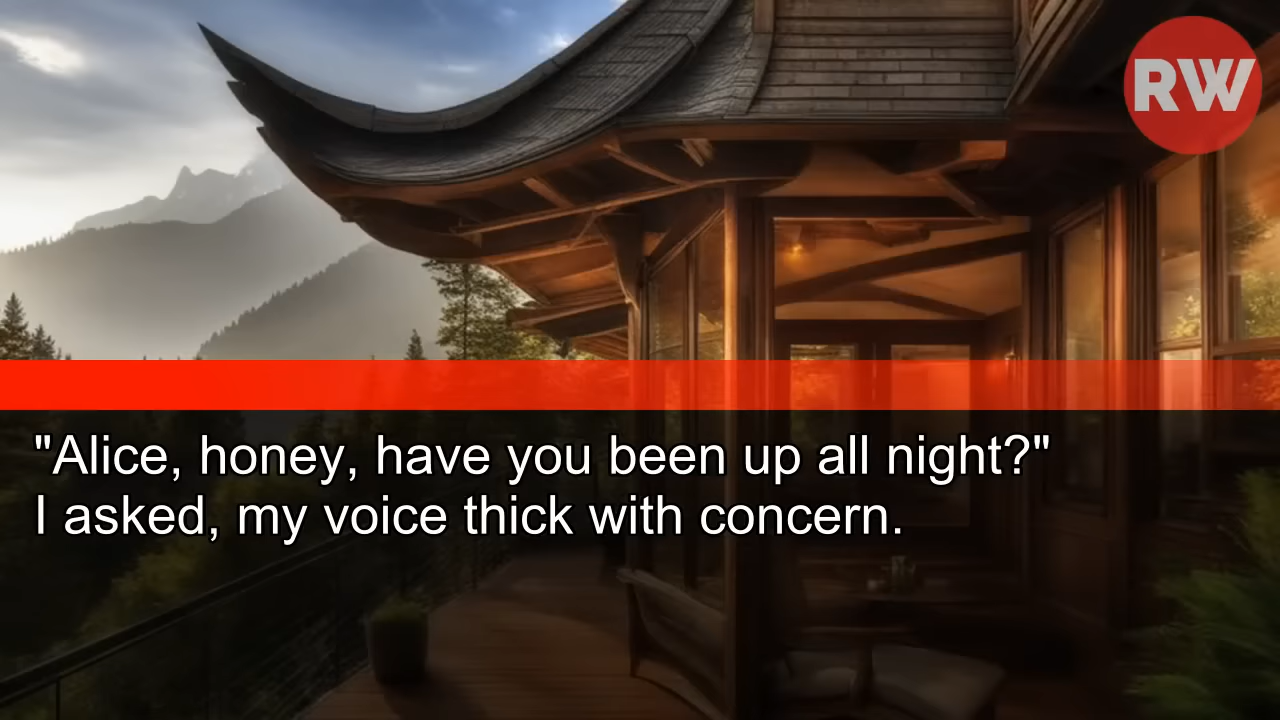 RW
"Alice, honey, have you been up all night?"
I asked, my voice thick with concern.